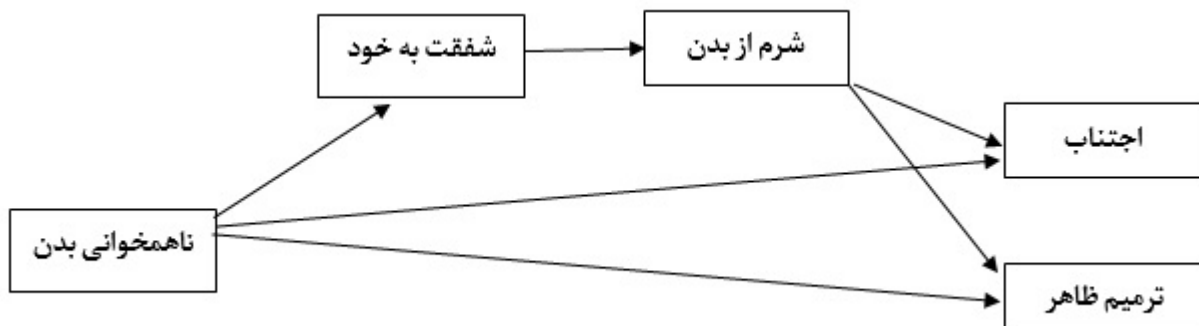 شفقت به خود
شرم از بدن
اجتناب
ناهمخوانی بدن
ترمیم ظاهر